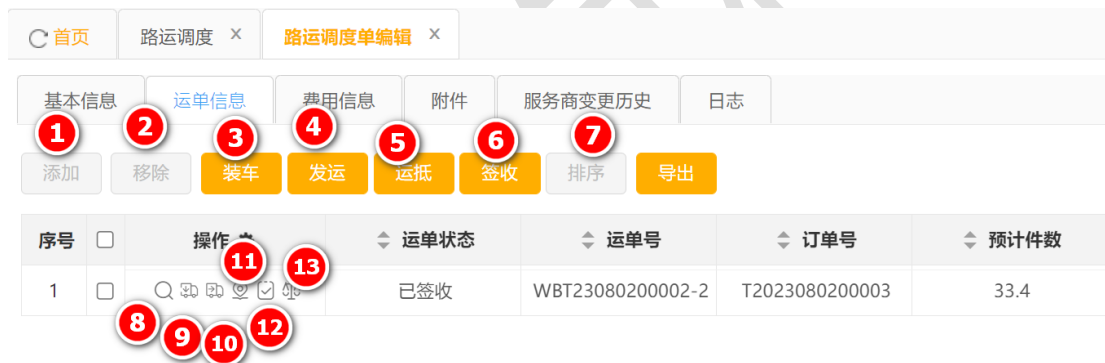 首页 路运调度 × 路运调度单编辑 ×
基本信息 运单信息 费用信息 附件 服务商变更历史 日志
1 2 3 4 5 6 7
添加 移除 装车 发运 运抵 签收 排序 导出
序号 操作 运单状态 运单号 订单号 预计件数
11 13
1 已签收 WBT23080200002-2 T2023080200003 33.4
8 9 10 12